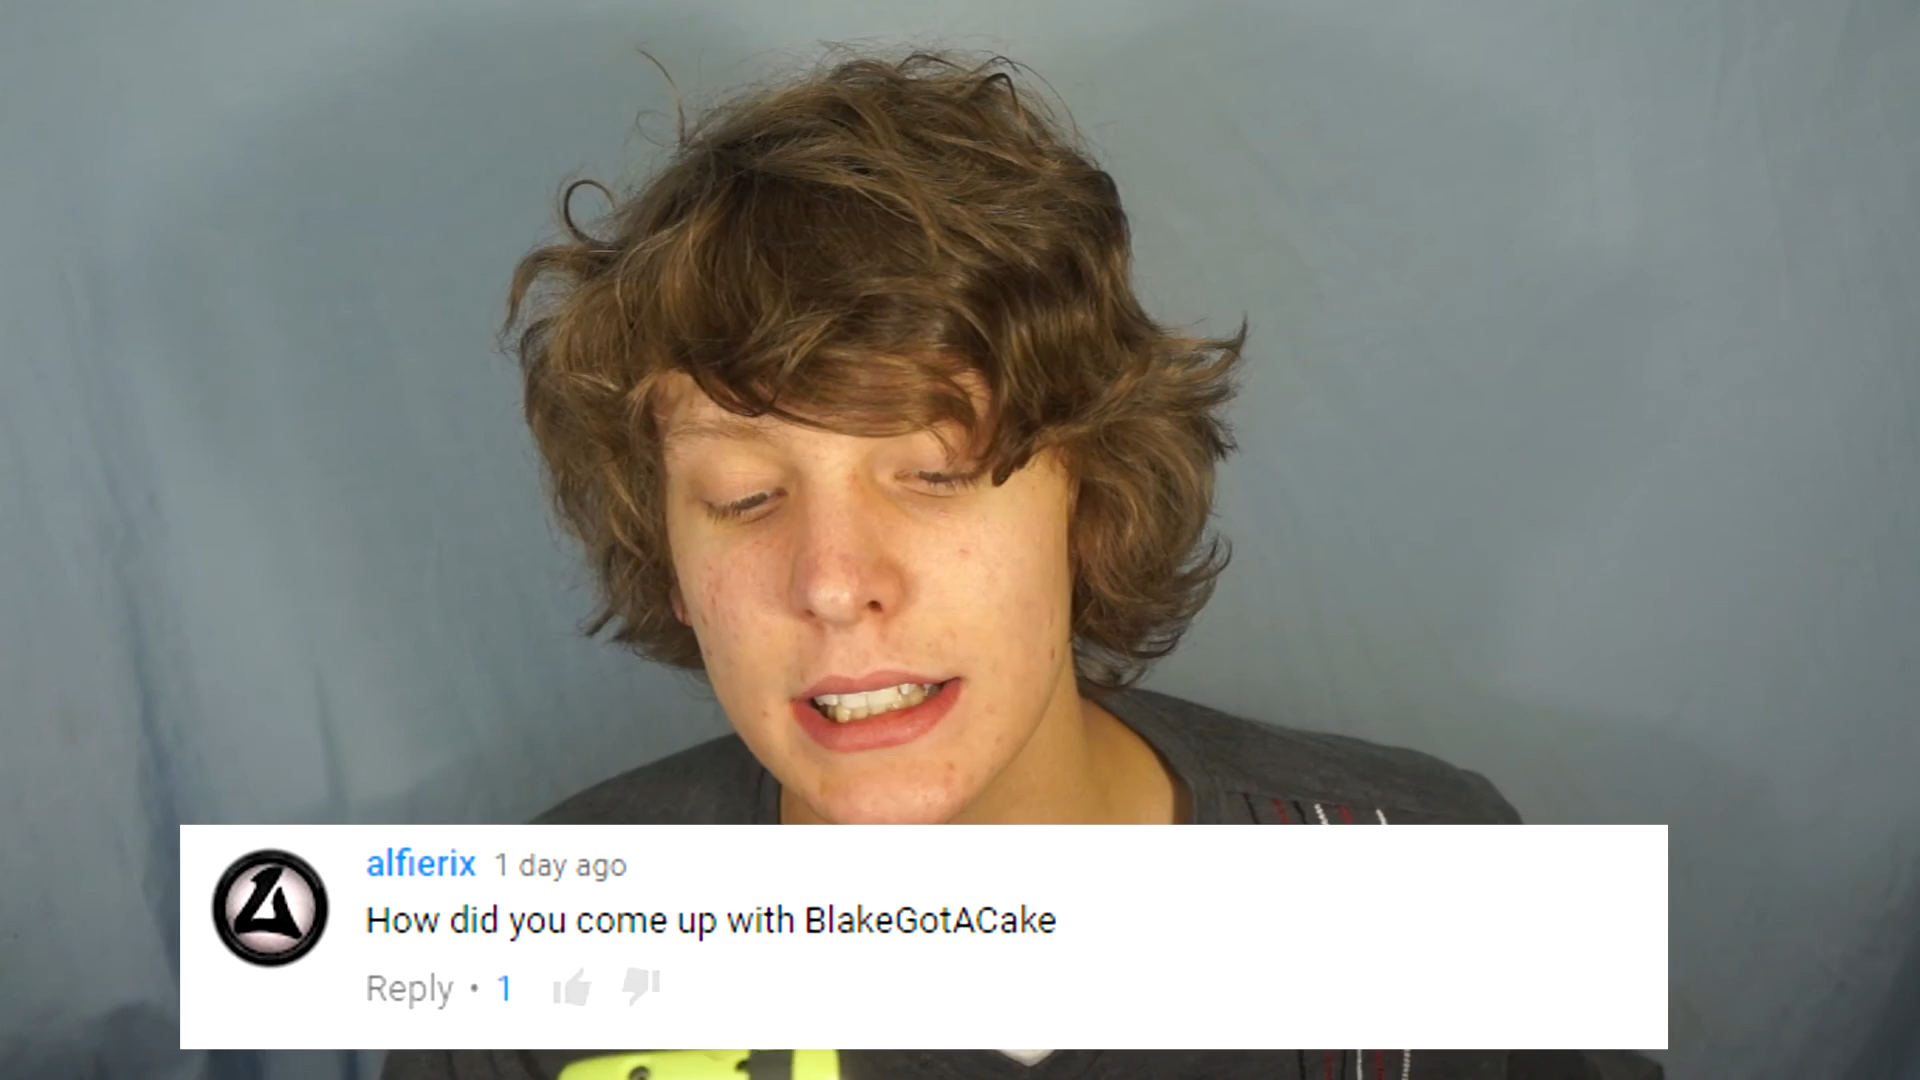 alfierix 1 day ago
How did you come up with BlakeGotACake
Reply • 1